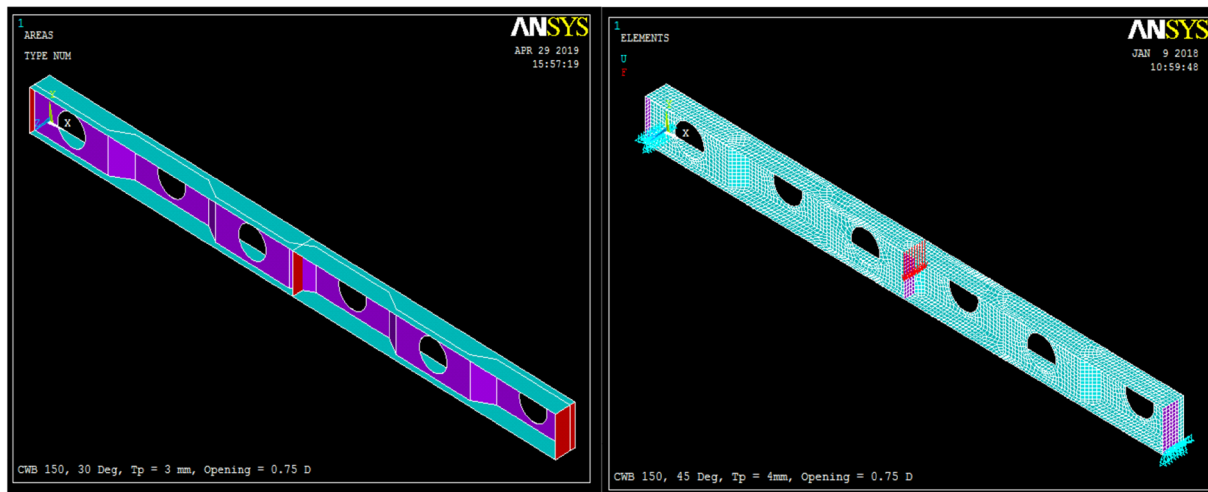 1
AREAS
TYPE NUM
ANSYS
APR 29 2019
15:57:19
Y
Z
X
CWB 150, 30 Deg, Tp = 3 mm, Opening = 0.75 D
1
ELEMENTS
U
F
ANSYS
JAN 9 2018
10:59:48
X
CWB 150, 45 Deg, Tp = 4mm, Opening = 0.75 D